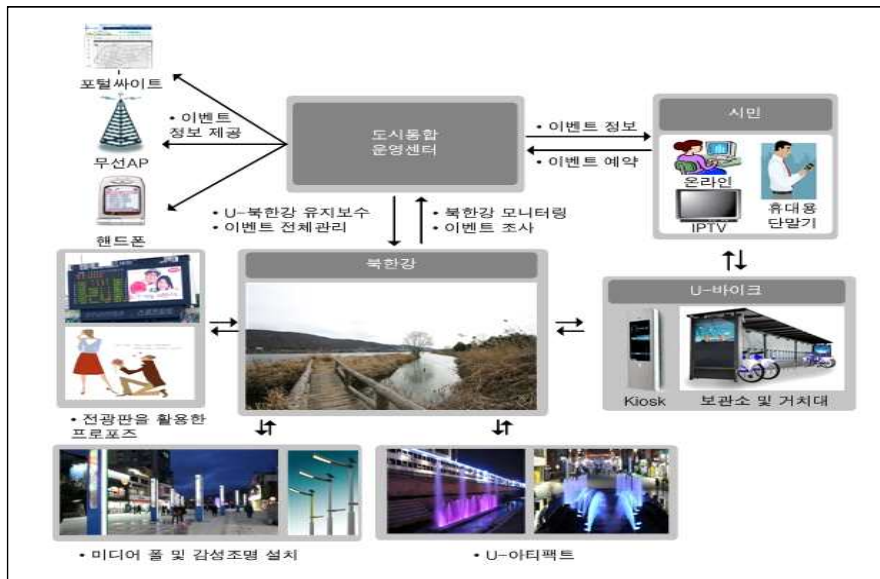 포털싸이트
• 이벤트
정보 제공
무선AP
핸드폰
도시통합
운영센터
• 이벤트 정보
• 이벤트 예약
시민
온라인
IPTV
휴대용
단말기
• U-북한강 유지보수
• 이벤트 전체관리
• 북한강 모니터링
• 이벤트 조사
북한강
U-바이크
Kiosk
보관소 및 거치대
• 전광판을 활용한
프로포즈
• 미디어 폴 및 감성조명 설치
• U-아티팩트